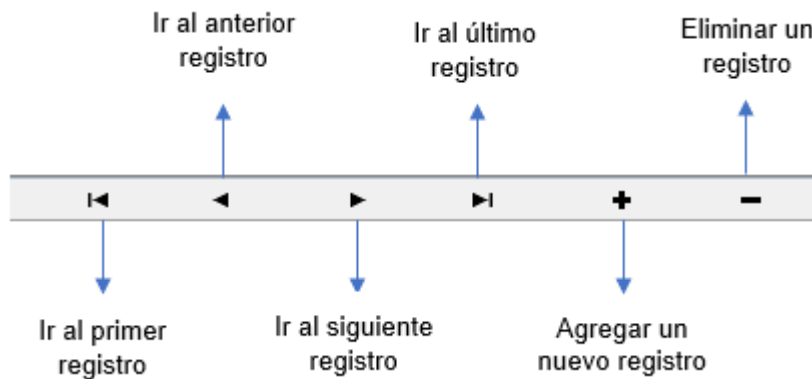 Ir al anterior
registro
Ir al último
registro
Eliminar un
registro
Ir al primer
registro
Ir al siguiente
registro
Agregar un
nuevo registro